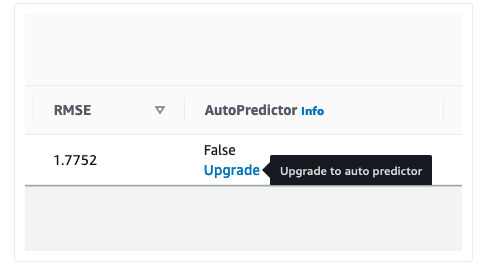 RMSE
AutoPredictor Info
1.7752
False
Upgrade
Upgrade to auto predictor